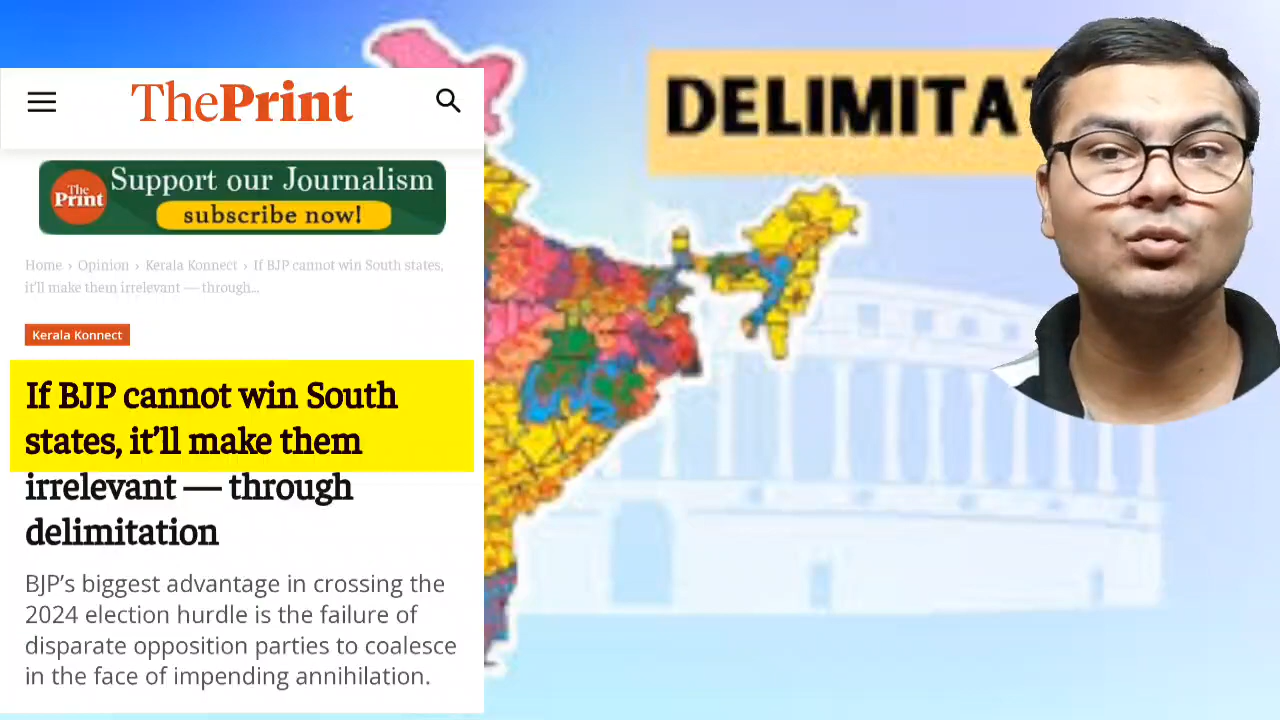 ThePrint
The
Print
Support our Journalism
subscribe now!
Home › Opinion › Kerala Konnect › If BJP cannot win South states,
it'll make them irrelevant — through...
Kerala Konnect
If BJP cannot win South
states, it'll make them
irrelevant — through
delimitation
BJP's biggest advantage in crossing the
2024 election hurdle is the failure of
disparate opposition parties to coalesce
in the face of impending annihilation.
DELIMITAT